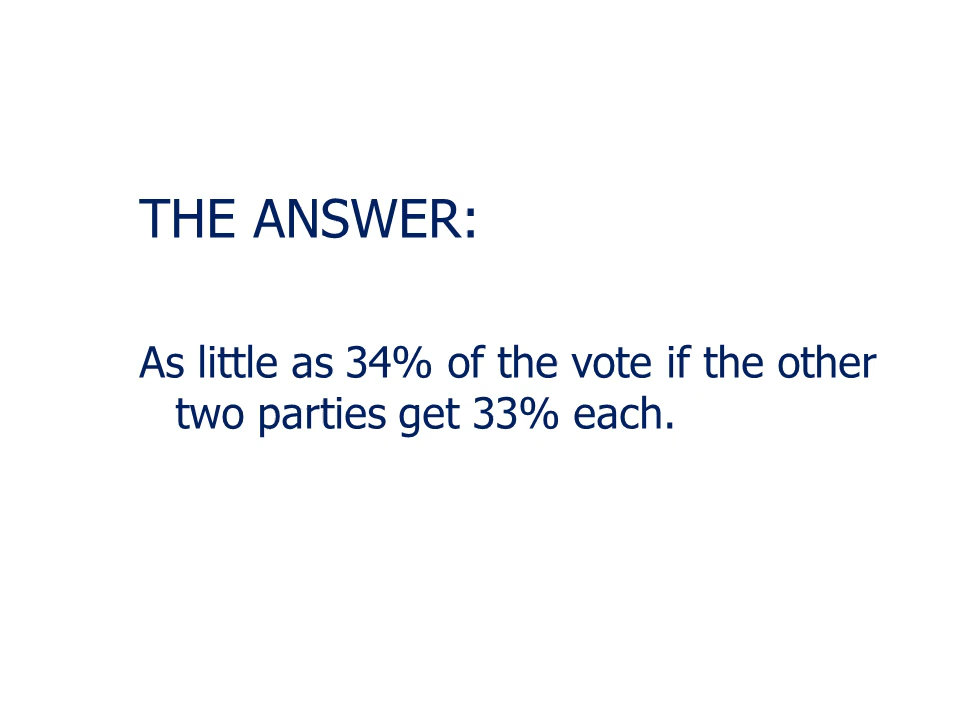 THE ANSWER:
As little as 34% of the vote if the other
two parties get 33% each.